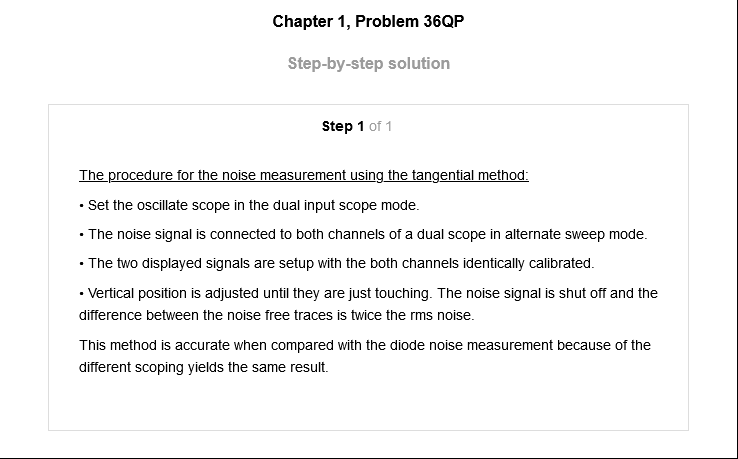 Chapter 1, Problem 36QP
Step-by-step solution
Step 1 of 1
The procedure for the noise measurement using the tangential method:
• Set the oscillate scope in the dual input scope mode.
• The noise signal is connected to both channels of a dual scope in alternate sweep mode.
• The two displayed signals are setup with the both channels identically calibrated.
• Vertical position is adjusted until they are just touching. The noise signal is shut off and the
difference between the noise free traces is twice the rms noise.
This method is accurate when compared with the diode noise measurement because of the
different scoping yields the same result.